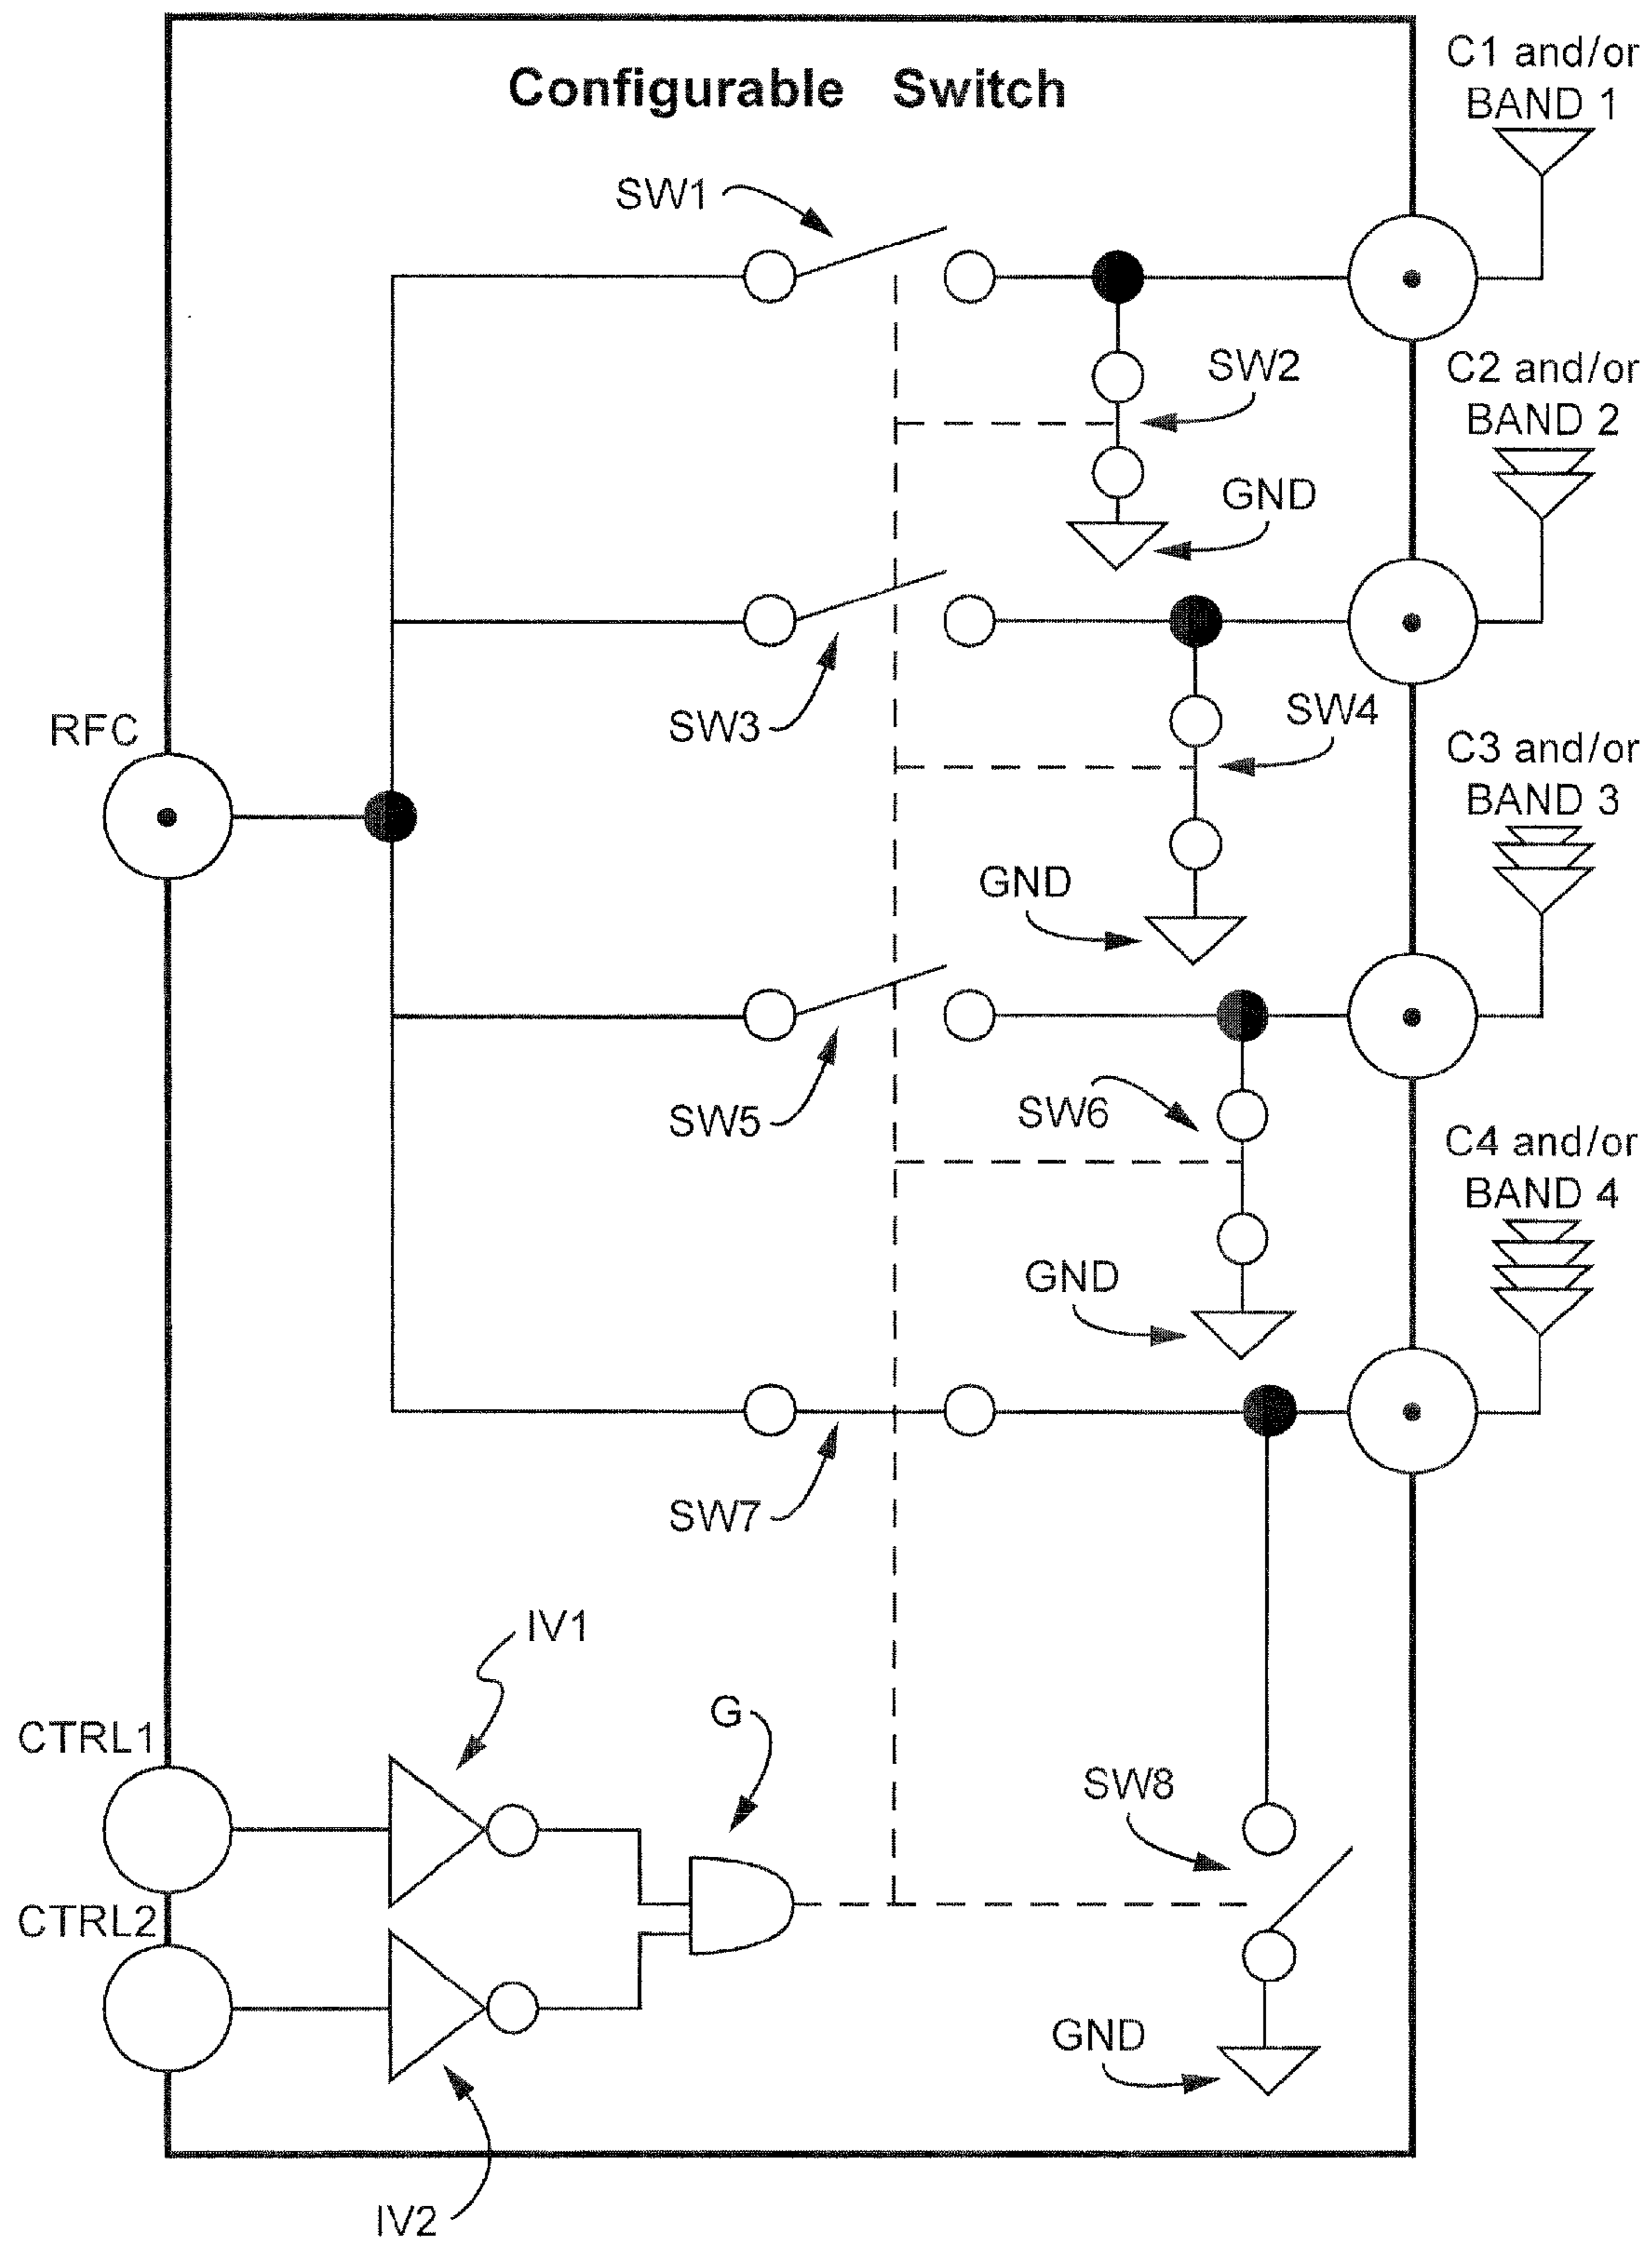 Configurable Switch
C1 and/or
BAND 1
SW1
SW2
C2 and/or
BAND 2
GND
SW3
SW4
RFC
C3 and/or
BAND 3
GND
SW5
SW6
C4 and/or
BAND 4
GND
SW7
IV1
G
CTRL1
SW8
CTRL2
GND
IV2